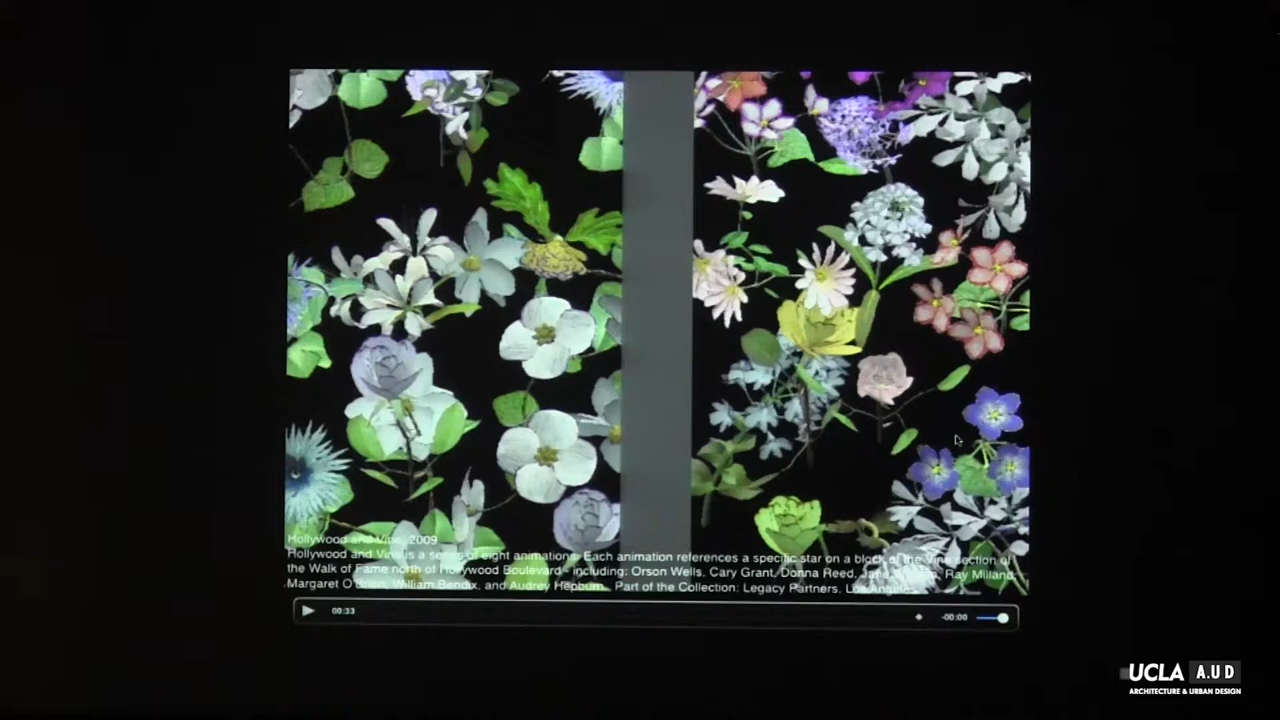 Hollywood and Vine, 2009
Hollywood and Vine is a series of eight animations. Each animation references a specific star on a block of the Vine section of
the Walk of Fame north of Hollywood Boulevard - including: Orson Wells, Cary Grant, Donna Reed, Ray Milland,
Margaret O'Brien, William Bendix, and Audrey Hepburn. Part of the Collection: Legacy Partners, Los Angeles
00:33
-00:00
UCLA A.UD
ARCHITECTURE & URBAN DESIGN